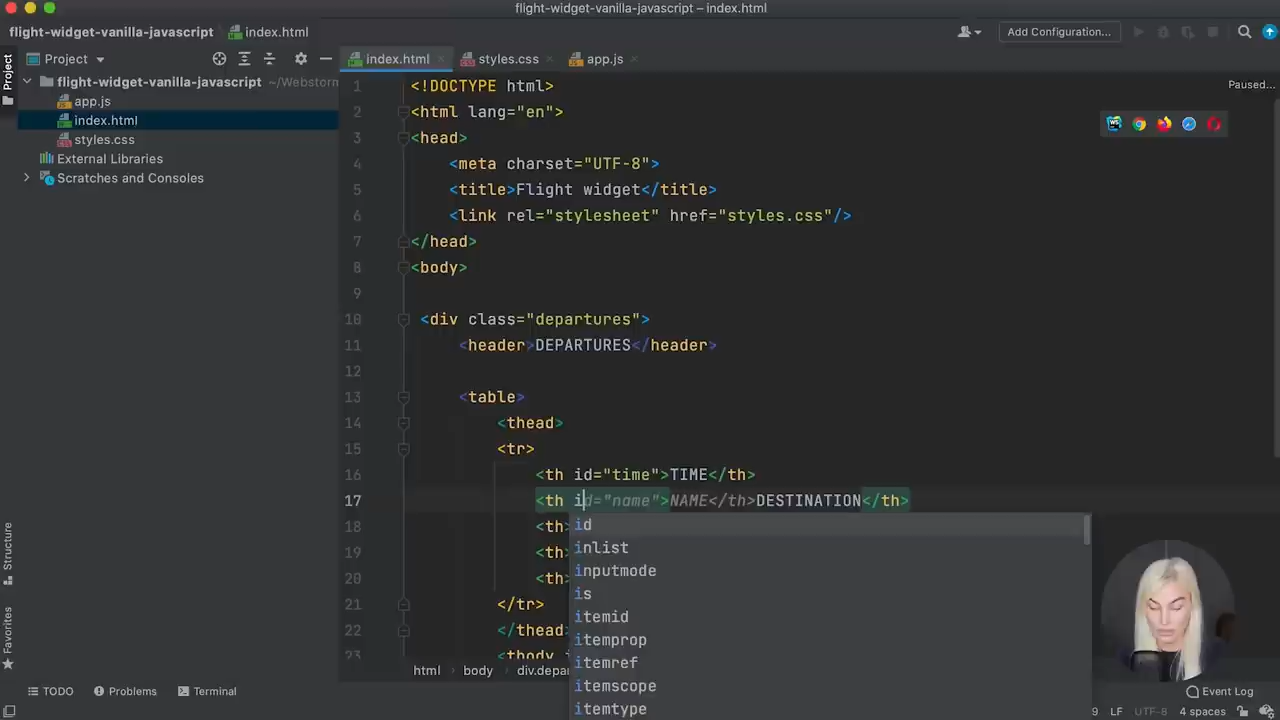 flight-widget-vanilla-javascript – index.html
flight-widget-vanilla-javascript index.html
Add Configuration...
Project
index.html styles.css app.js
Project
flight-widget-vanilla-javascript ~/Webstorm
app.js
index.html
styles.css
External Libraries
Scratches and Consoles
Structure
Favorites
Paused...
1 <!DOCTYPE html>
2 <html lang="en">
3 <head>
4 <meta charset="UTF-8">
5 <title>Flight widget</title>
6 <link rel="stylesheet" href="styles.css"/>
7 </head>
8 <body>
9
10 <div class="departures">
11 <header>DEPARTURES</header>
12
13 <table>
14 <thead>
15 <tr>
16 <th id="time">TIME</th>
17 <th id="name">NAME</th>DESTINATION</th>
18 <th>
19 <th>
20 <th>
21 </tr>
22 </thead>
23 <tbody i
id
inlist
inputmode
is
itemid
itemprop
itemref
itemscope
itemtype
html body div.depa
TODO Problems Terminal
Event Log
9 LF UTF-8 4 spaces